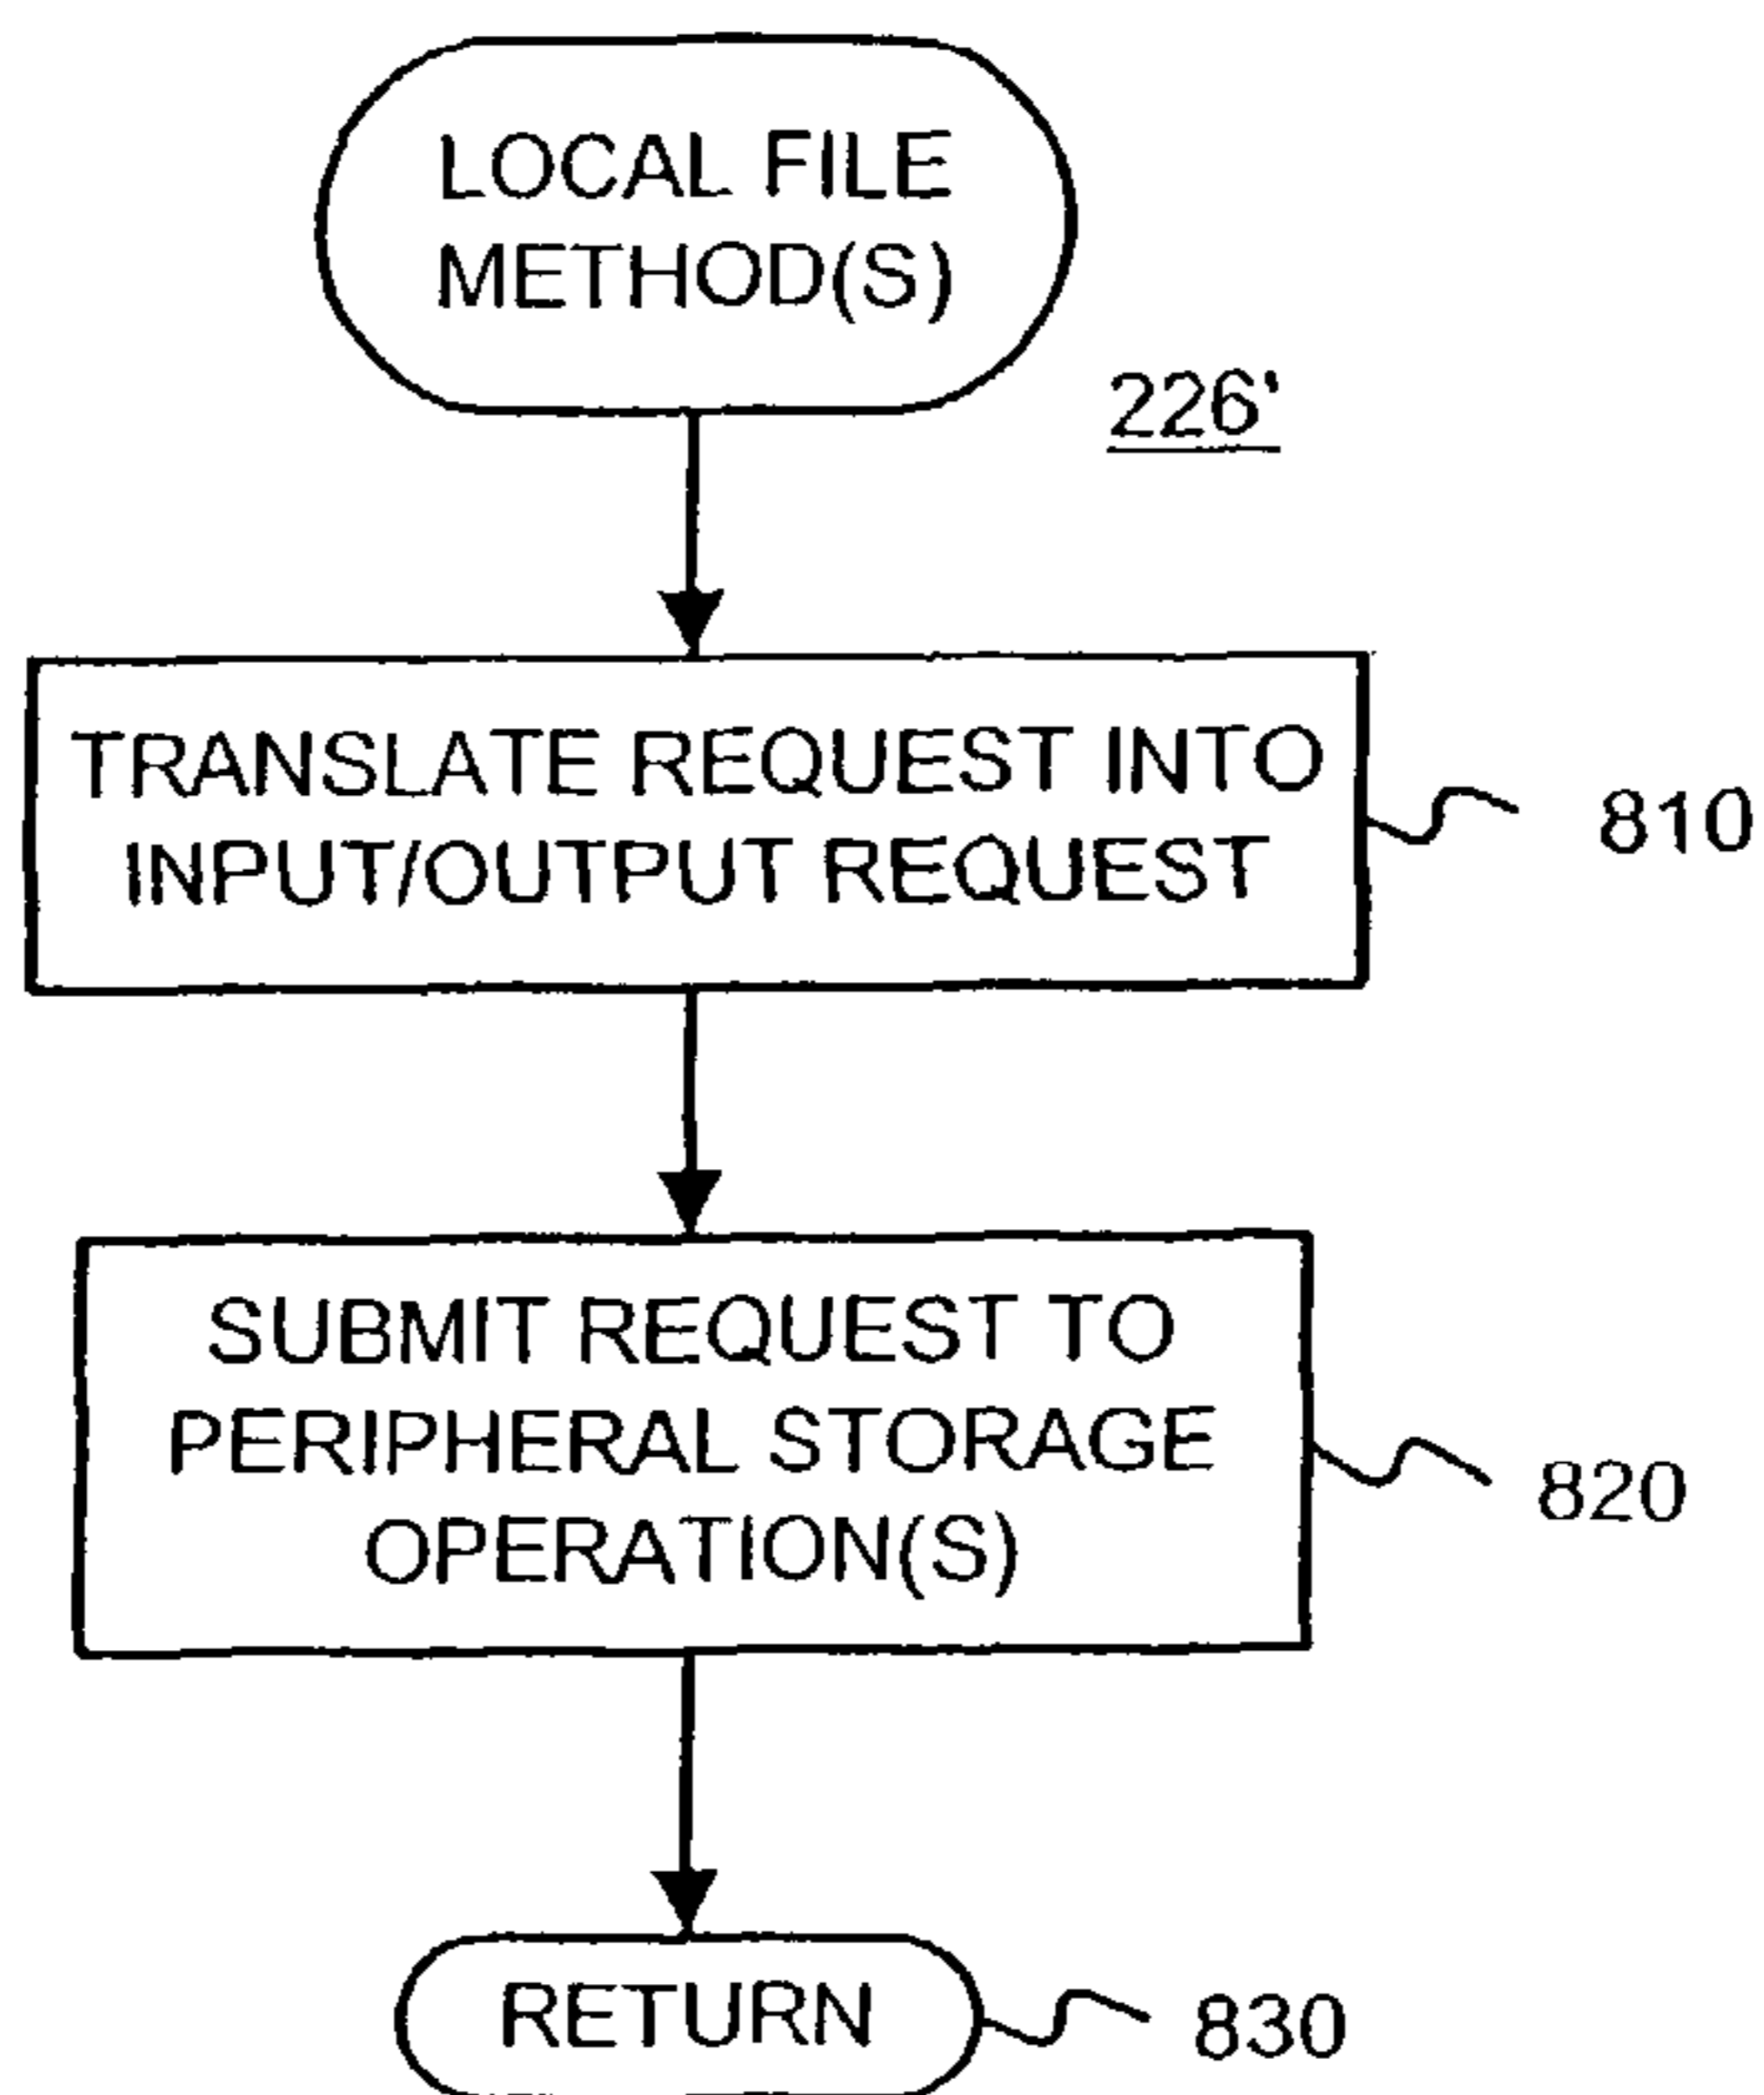 LOCAL FILE
METHOD(S)
226'
TRANSLATE REQUEST INTO
INPUT/OUTPUT REQUEST
810
SUBMIT REQUEST TO
PERIPHERAL STORAGE
OPERATION(S)
820
RETURN
830